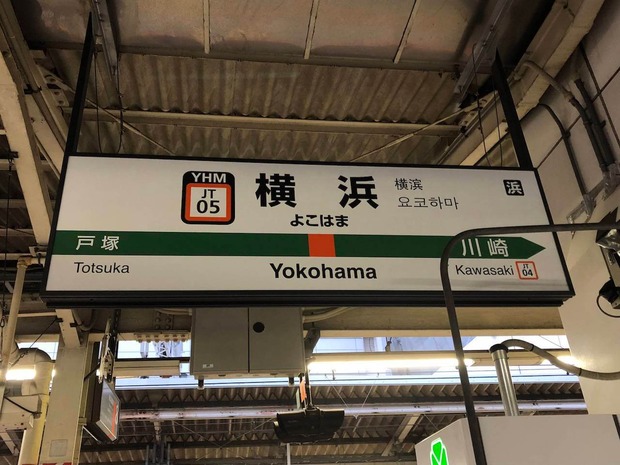 YHM
JT
05
横浜
横滨
요코하마
浜
よこはま
戸塚
川崎
Totsuka
Yokohama
Kawasaki
JT
04